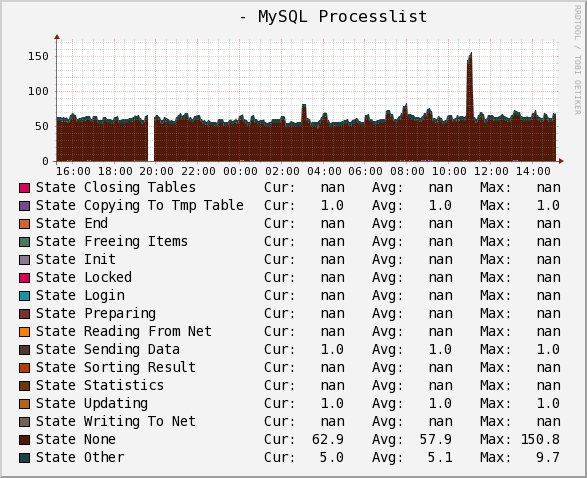 - MySQL Processlist
RRDTOOL / TOBI OETIKER
150
100
50
0
16:00 18:00 20:00 22:00 00:00 02:00 04:00 06:00 08:00 10:00 12:00 14:00
State Closing Tables Cur: nan Avg: nan Max: nan
State Copying To Tmp Table Cur: 1.0 Avg: 1.0 Max: 1.0
State End Cur: nan Avg: nan Max: nan
State Freeing Items Cur: nan Avg: nan Max: nan
State Init Cur: nan Avg: nan Max: nan
State Locked Cur: nan Avg: nan Max: nan
State Login Cur: nan Avg: nan Max: nan
State Preparing Cur: nan Avg: nan Max: nan
State Reading From Net Cur: nan Avg: nan Max: nan
State Sending Data Cur: 1.0 Avg: 1.0 Max: 1.0
State Sorting Result Cur: nan Avg: nan Max: nan
State Statistics Cur: nan Avg: nan Max: nan
State Updating Cur: 1.0 Avg: 1.0 Max: 1.0
State Writing To Net Cur: nan Avg: nan Max: nan
State None Cur: 62.9 Avg: 57.9 Max: 150.8
State Other Cur: 5.0 Avg: 5.1 Max: 9.7